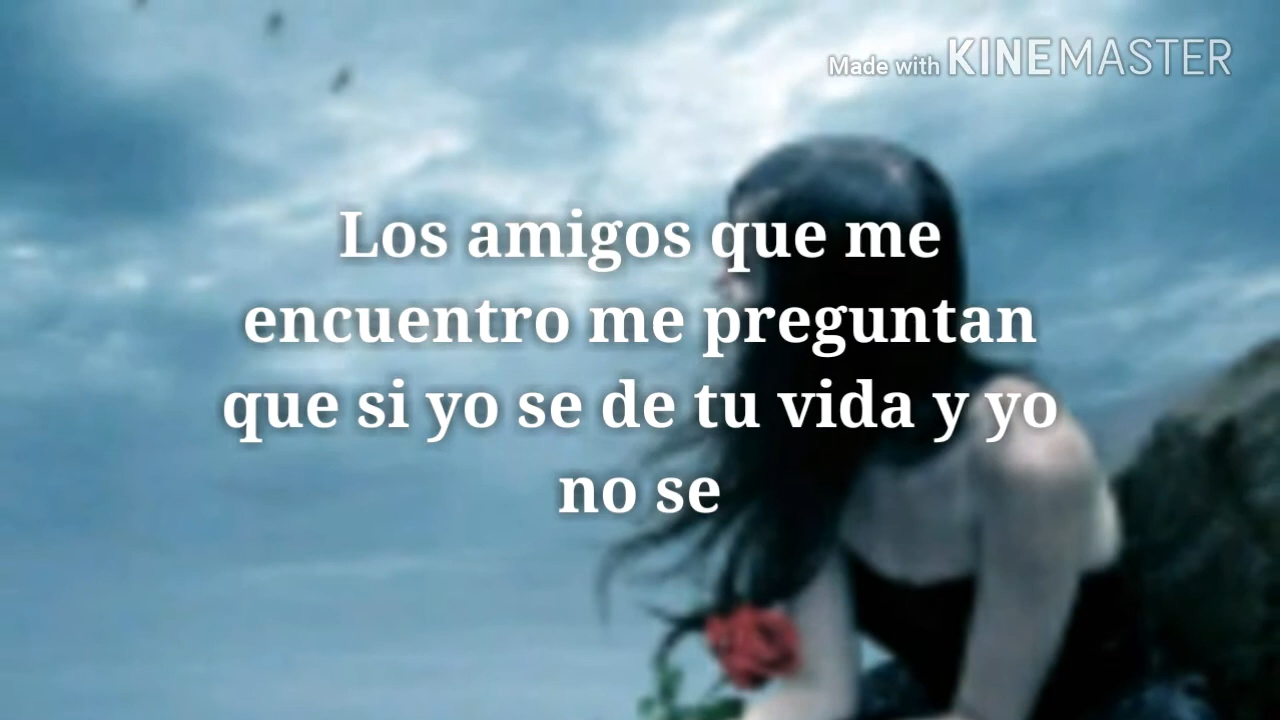 Made with KINEMASTER
Los amigos que me
encuentro me preguntan
que si yo se de tu vida y yo
no se